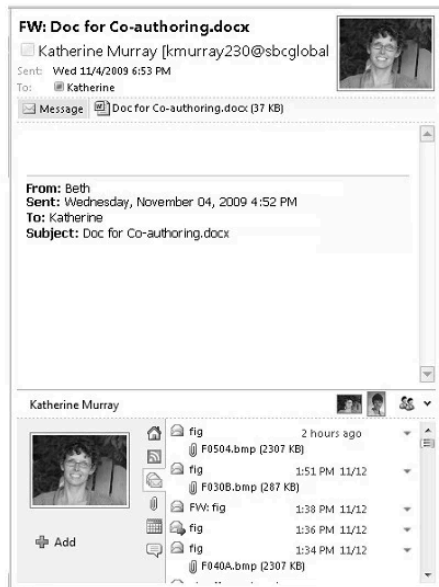 FW: Doc for Co-authoring.docx
Katherine Murray [kmurray230@sbcglobal
Sent: Wed 11/4/2009 6:53 PM
To: Katherine
Message Doc for Co-authoring.docx (37 KB)
From: Beth
Sent: Wednesday, November 04, 2009 4:52 PM
To: Katherine
Subject: Doc for Co-authoring.docx
Katherine Murray
fig 2 hours ago
F0504.bmp (2307 KB)
fig 1:51 PM 11/12
F030B.bmp (287 KB)
FW: fig 1:38 PM 11/12
fig 1:36 PM 11/12
Add
fig 1:34 PM 11/12
F040A.bmp (2307 KB)